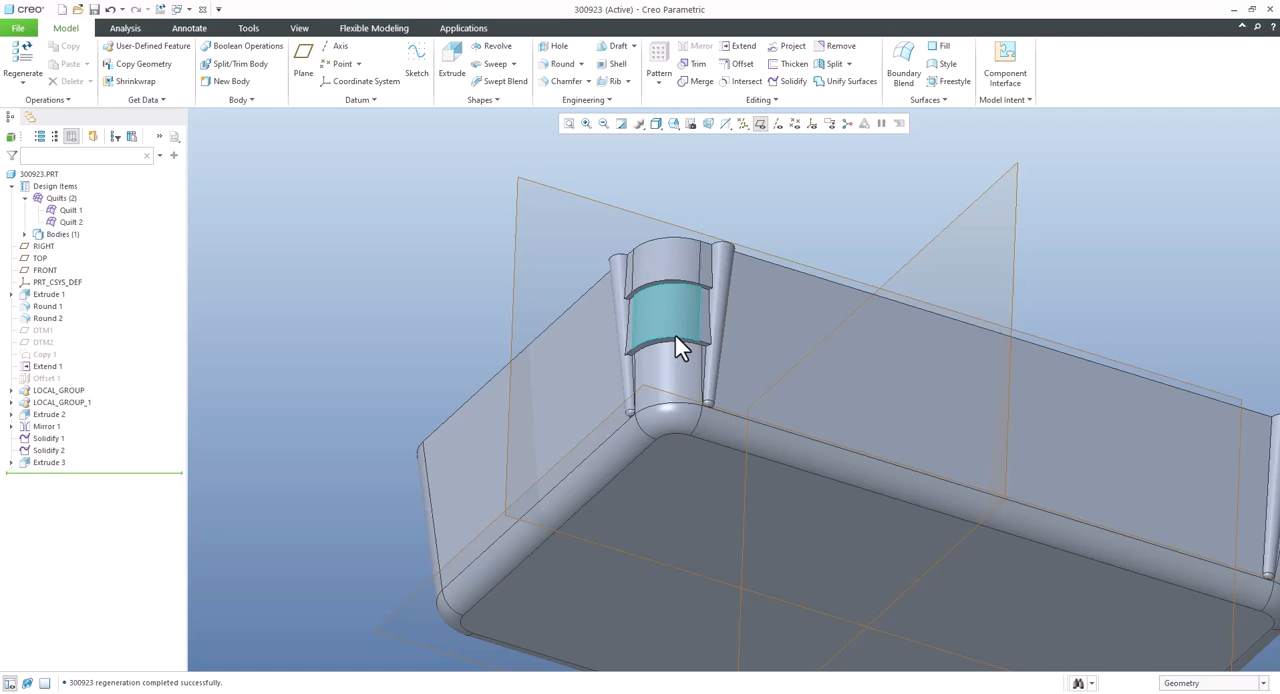 creo
300923 (Active) - Creo Parametric
File
Model
Analysis
Annotate
Tools
View
Flexible Modeling
Applications
Regenerate
Copy
Paste
Delete
Operations
User-Defined Feature
Copy Geometry
Shrinkwrap
Get Data
Boolean Operations
Split/Trim Body
New Body
Body
Plane
Axis
Point
Coordinate System
Sketch
Datum
Extrude
Revolve
Sweep
Swept Blend
Shapes
Hole
Round
Chamfer
Draft
Shell
Rib
Engineering
Pattern
Mirror
Trim
Merge
Extend
Offset
Intersect
Project
Thicken
Solidify
Remove
Split
Unify Surfaces
Editing
Boundary
Blend
Fill
Style
Freestyle
Surfaces
Component
Interface
Model Intent
300923.PRT
Design Items
Quilts (2)
Quilt 1
Quilt 2
Bodies (1)
RIGHT
TOP
FRONT
PRT_CSYS_DEF
Extrude 1
Round 1
Round 2
DTM1
DTM2
Copy 1
Extend 1
Offset 1
LOCAL_GROUP
LOCAL_GROUP_1
Extrude 2
Mirror 1
Solidify 1
Solidify 2
Extrude 3
• 300923 regeneration completed successfully.
Geometry